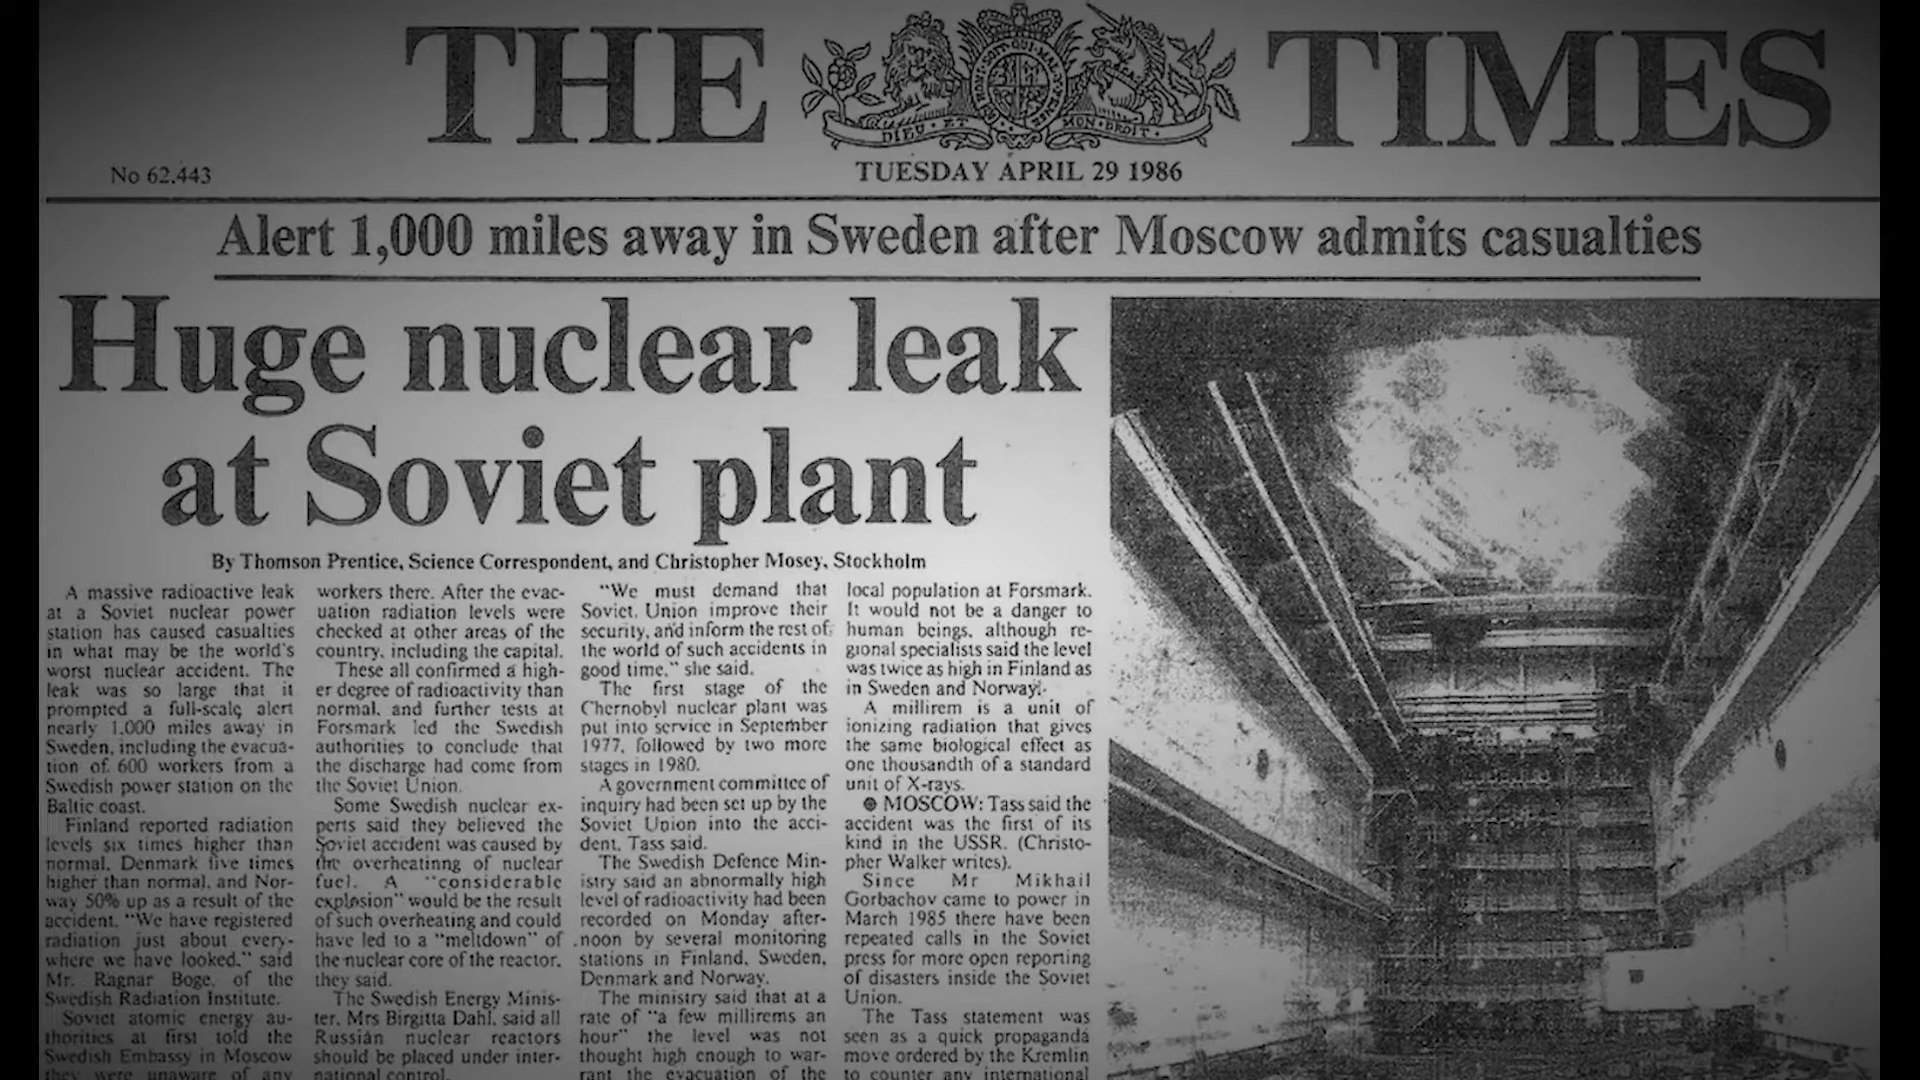 THE TIMES
DIEU · ET MON · DROIT ·
No 62,443
TUESDAY APRIL 29 1986
Alert 1,000 miles away in Sweden after Moscow admits casualties
Huge nuclear leak
at Soviet plant
By Thomson Prentice, Science Correspondent, and Christopher Mosey, Stockholm
A massive radioactive leak
at a Soviet nuclear power
station has caused casualties
in what may be the world's
worst nuclear accident. The
leak was so large that it
prompted a full-scale alert
nearly 1,000 miles away in
Sweden, including the evacua-
tion of 600 workers from a
Swedish power station on the
Baltic coast.
Finland reported radiation
levels six times higher than
normal, Denmark five times
higher than normal, and Nor-
way 50% up as a result of the
accident. "We have registered
radiation just about every-
where we have looked," said
Mr. Ragnar Boge, of the
Swedish Radiation Institute.
Soviet atomic energy au-
thorities at first told the
Swedish Embassy in Moscow
they were unaware of any
workers there. After the evac-
uation radiation levels were
checked at other areas of the
country, including the capital.
These all confirmed a high-
er degree of radioactivity than
normal, and further tests at
Forsmark led the Swedish
authorities to conclude that
the discharge had come from
the Soviet Union.
Some Swedish nuclear ex-
perts said they believed the
Soviet accident was caused by
the overheatinng of nuclear
fuel. A "considerable
explosion" would be the result
of such overheating and could
have led to a "meltdown" of
the nuclear core of the reactor,
they said.
The Swedish Energy Minis-
ter, Mrs Birgitta Dahl, said all
Russian nuclear reactors
should be placed under inter-
national control.
"We must demand that
Soviet Union improve their
security, and inform the rest of
the world of such accidents in
good time," she said.
The first stage of the
Chernobyl nuclear plant was
put into service in September
1977, followed by two more
stages in 1980.
A government committee of
inquiry had been set up by the
Soviet Union into the acci-
dent, Tass said.
The Swedish Defence Min-
istry said an abnormally high
level of radioactivity had been
recorded on Monday after-
noon by several monitoring
stations in Finland, Sweden,
Denmark and Norway.
The ministry said that at a
rate of "a few millirems an
hour" the level was not
thought high enough to war-
rant the evacuation of the
local population at Forsmark.
It would not be a danger to
human beings, although re-
gional specialists said the level
was twice as high in Finland as
in Sweden and Norway.
A millirem is a unit of
ionizing radiation that gives
the same biological effect as
one thousandth of a standard
unit of X-rays.
● MOSCOW: Tass said the
accident was the first of its
kind in the USSR. (Christo-
pher Walker writes).
Since Mr Mikhail
Gorbachov came to power in
March 1985 there have been
repeated calls in the Soviet
press for more open reporting
of disasters inside the Soviet
Union.
The Tass statement was
seen as a quick propaganda
move ordered by the Kremlin
to counter any international